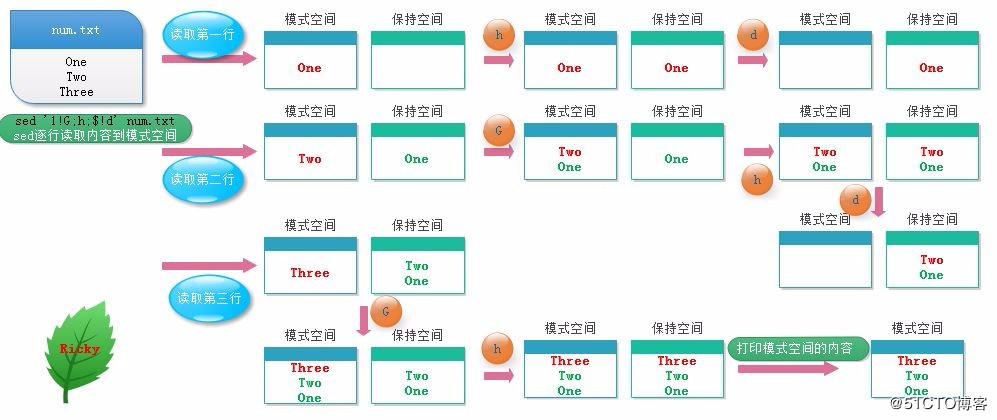 num.txt
One
Two
Three
sed '1!G;h;$!d' num.txt
sed逐行读取内容到模式空间
读取第一行
模式空间
保持空间
One
h
模式空间
保持空间
One
One
d
模式空间
保持空间
One
读取第二行
模式空间
保持空间
Two
One
G
模式空间
保持空间
Two
One
One
h
模式空间
保持空间
Two
One
Two
One
d
模式空间
保持空间
Two
One
读取第三行
模式空间
保持空间
Three
Two
One
G
模式空间
保持空间
Three
Two
One
Two
One
h
模式空间
保持空间
Three
Two
One
Three
Two
One
打印模式空间的内容
模式空间
Three
Two
One
Ricky
@51CTO博客